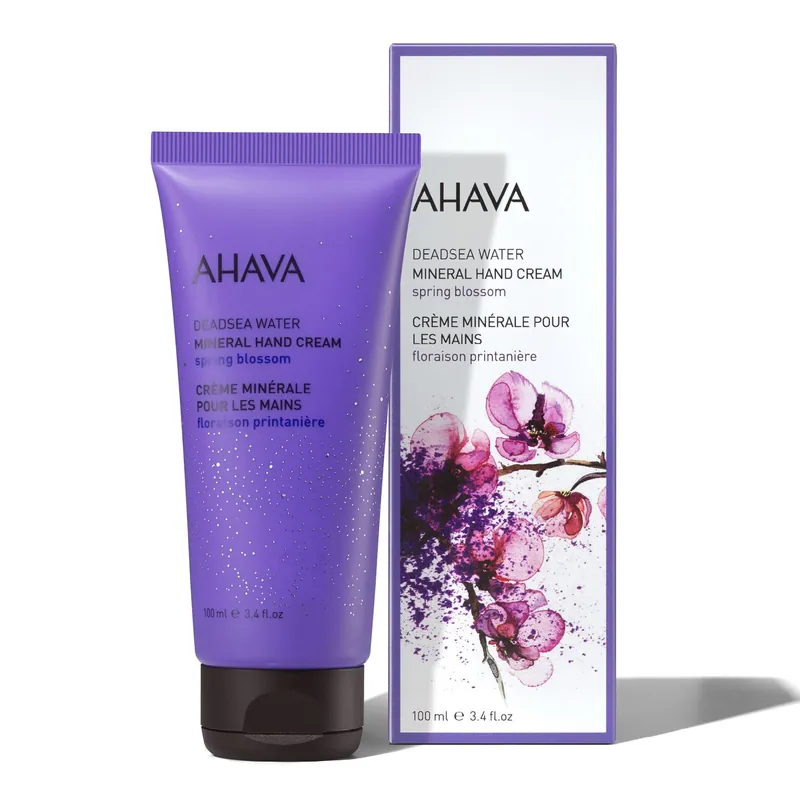 AHAVA
DEADSEA WATER
MINERAL HAND CREAM
spring blossom
CRÈME MINÉRALE
POUR LES MAINS
floraison printanière
100 ml e 3.4 fl.oz
AHAVA
DEADSEA WATER
MINERAL HAND CREAM
spring blossom
CRÈME MINÉRALE POUR
LES MAINS
floraison printanière
100 ml e 3.4 fl.oz